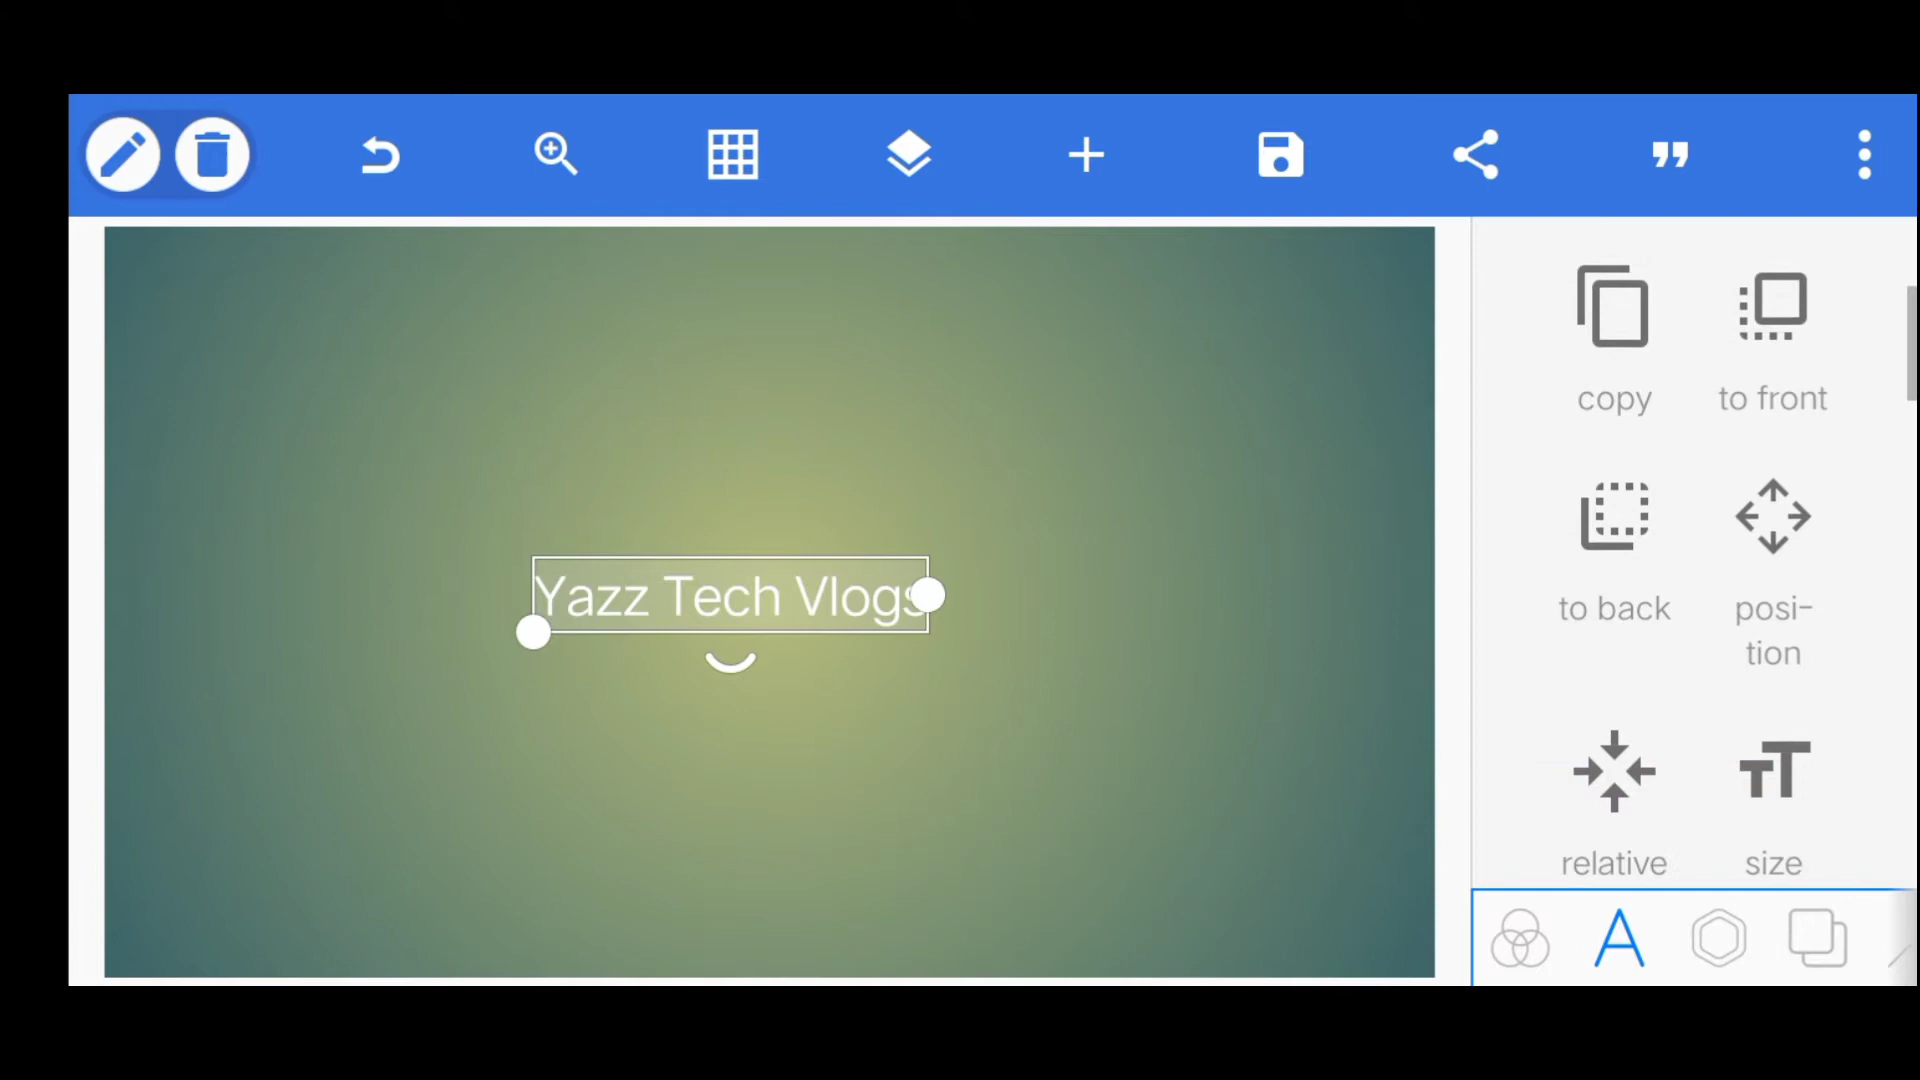 copy
to front
Yazz Tech Vlogs
to back
posi-
tion
relative
size